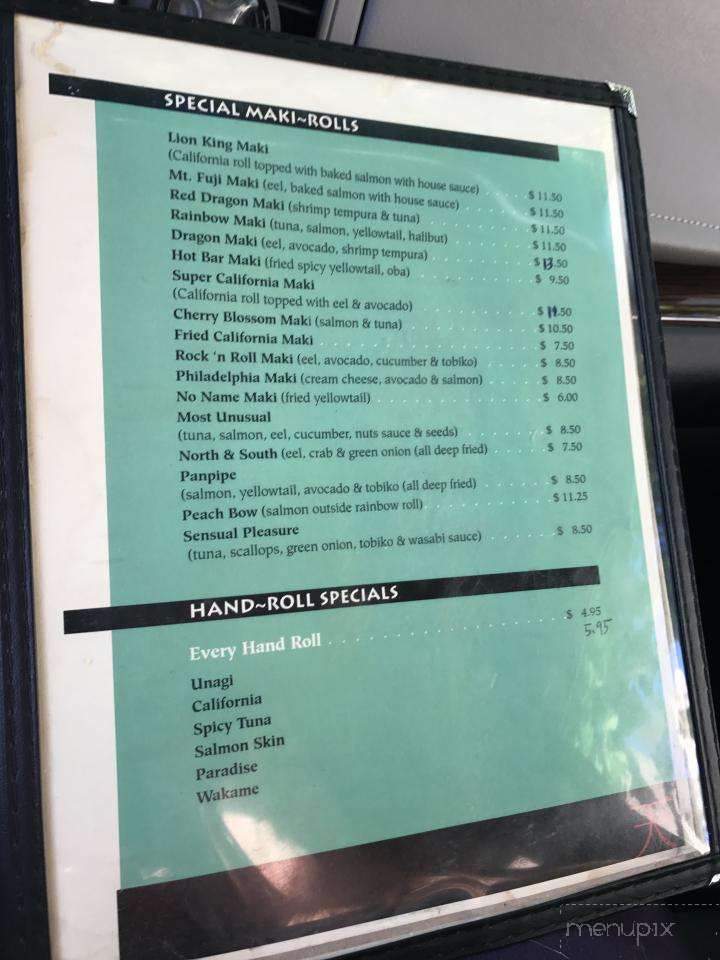 SPECIAL MAKI~ROLLS
Lion King Maki
(California roll topped with baked salmon with house sauce) . . . . . $ 11.50
Mt. Fuji Maki (eel, baked salmon with house sauce) . . . . . $ 11.50
Red Dragon Maki (shrimp tempura & tuna) . . . . . $ 11.50
Rainbow Maki (tuna, salmon, yellowtail, halibut) . . . . . $ 11.50
Dragon Maki (eel, avocado, shrimp tempura) . . . . . $ 13.50
Hot Bar Maki (fried spicy yellowtail, oba) . . . . . $ 9.50
Super California Maki
(California roll topped with eel & avocado) . . . . . $ 11.50
Cherry Blossom Maki (salmon & tuna) . . . . . $ 10.50
Fried California Maki . . . . . $ 7.50
Rock 'n Roll Maki (eel, avocado, cucumber & tobiko) . . . . . $ 8.50
Philadelphia Maki (cream cheese, avocado & salmon) . . . . . $ 8.50
No Name Maki (fried yellowtail) . . . . . $ 6.00
Most Unusual
(tuna, salmon, eel, cucumber, nuts sauce & seeds) . . . . . $ 8.50
North & South (eel, crab & green onion (all deep fried) . . . . . $ 7.50
Panpipe
(salmon, yellowtail, avocado & tobiko (all deep fried) . . . . . $ 8.50
Peach Bow (salmon outside rainbow roll) . . . . . $ 11.25
Sensual Pleasure
(tuna, scallops, green onion, tobiko & wasabi sauce) . . . . . $ 8.50
HAND~ROLL SPECIALS
Every Hand Roll . . . . . $ 4.95
5.95
Unagi
California
Spicy Tuna
Salmon Skin
Paradise
Wakame
menupix